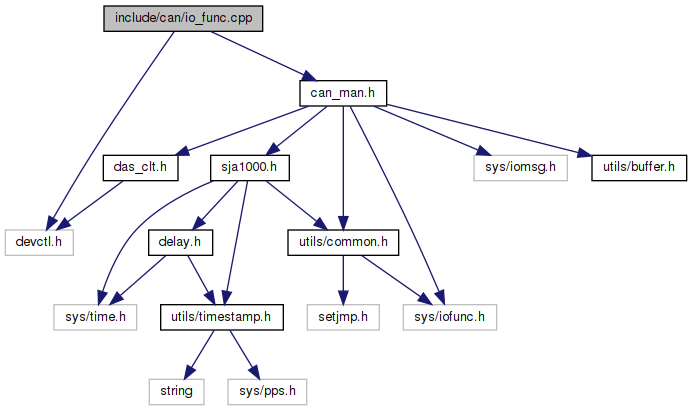 include/can/io_func.cpp
can_man.h
das_clt.h
sja1000.h
sys/iomsg.h
utils/buffer.h
devctl.h
delay.h
utils/common.h
sys/time.h
utils/timestamp.h
setjmp.h
sys/iofunc.h
string
sys/pps.h